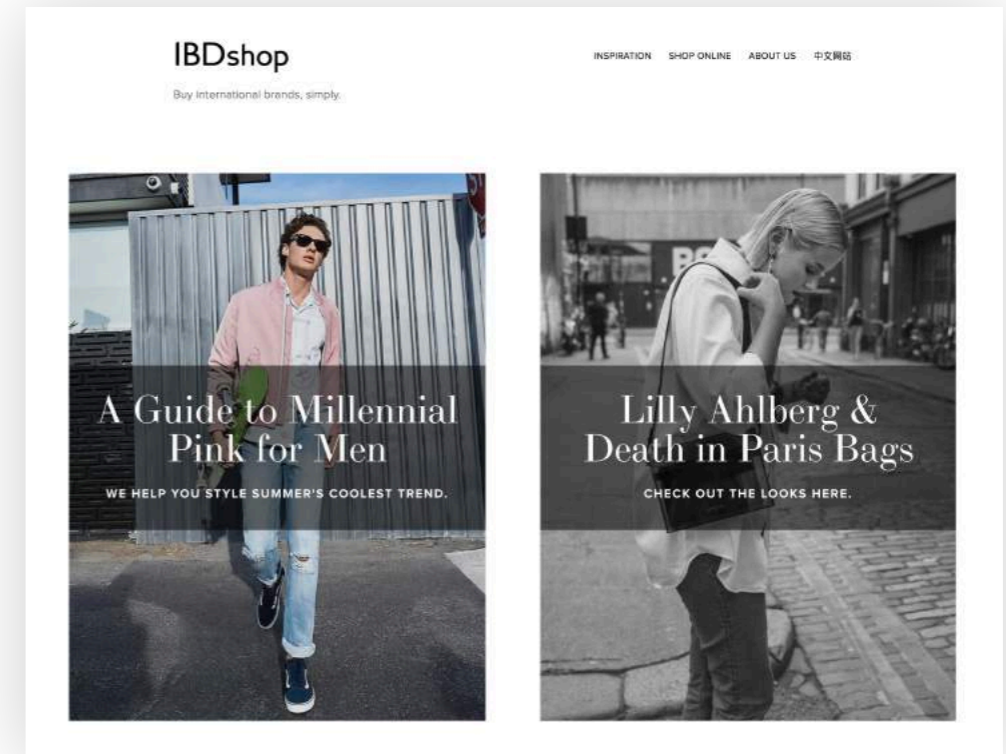 IBDshop
INSPIRATION SHOP ONLINE ABOUT US 中文网站
Buy international brands, simply.
A Guide to Millennial
Pink for Men
WE HELP YOU STYLE SUMMER'S COOLEST TREND.
Lilly Ahlberg &
Death in Paris Bags
CHECK OUT THE LOOKS HERE.